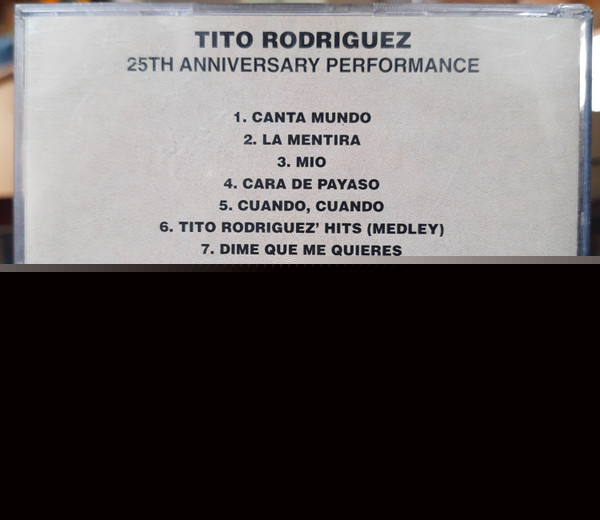 TITO RODRIGUEZ
25TH ANNIVERSARY PERFORMANCE
1. CANTA MUNDO
2. LA MENTIRA
3. MIO
4. CARA DE PAYASO
5. CUANDO, CUANDO
6. TITO RODRIGUEZ' HITS (MEDLEY)
7. DIME QUE ME QUIERES